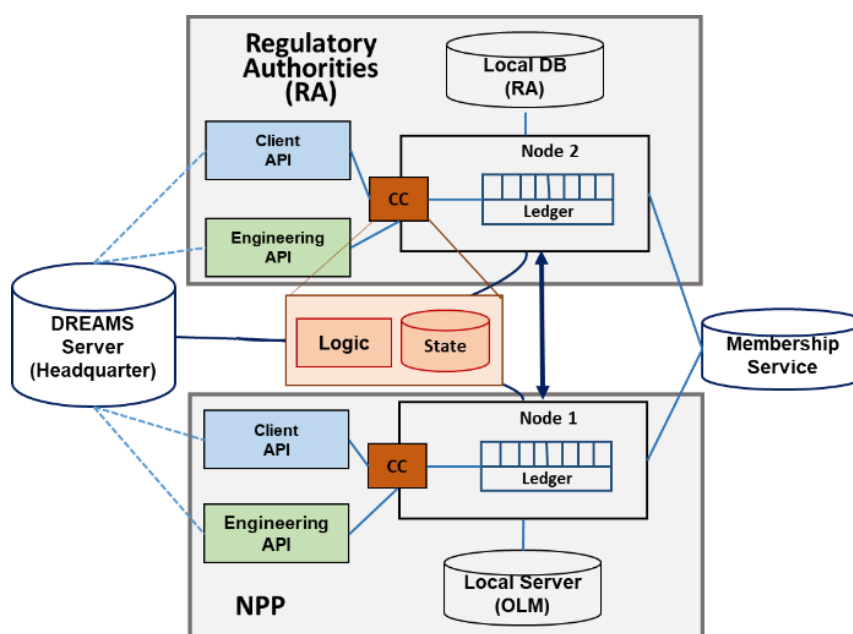 Regulatory
Authorities
(RA)
Local DB
(RA)
Client
API
Node 2
CC
Ledger
Engineering
API
DREAMS
Server
(Headquarter)
Logic
State
Membership
Service
Client
API
Node 1
CC
Ledger
Engineering
API
Local Server
(OLM)
NPP